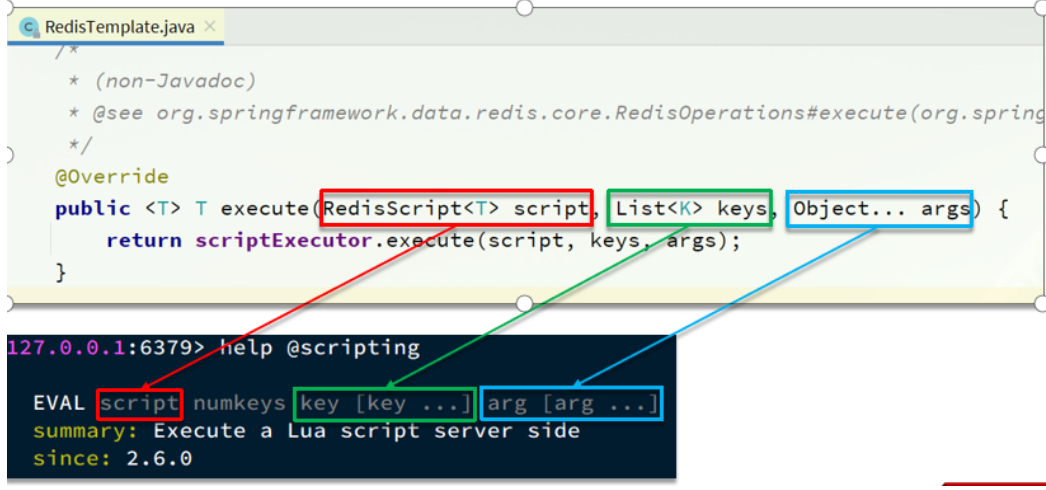 RedisTemplate.java
/*
* (non-Javadoc)
* @see org.springframework.data.redis.core.RedisOperations#execute(org.spring
*/
@Override
public <T> T execute(RedisScript<T> script, List<K> keys, Object... args) {
return scriptExecutor.execute(script, keys, args);
}
127.0.0.1:6379> help @scripting
EVAL script numkeys key [key ...] arg [arg ...]
summary: Execute a Lua script server side
since: 2.6.0